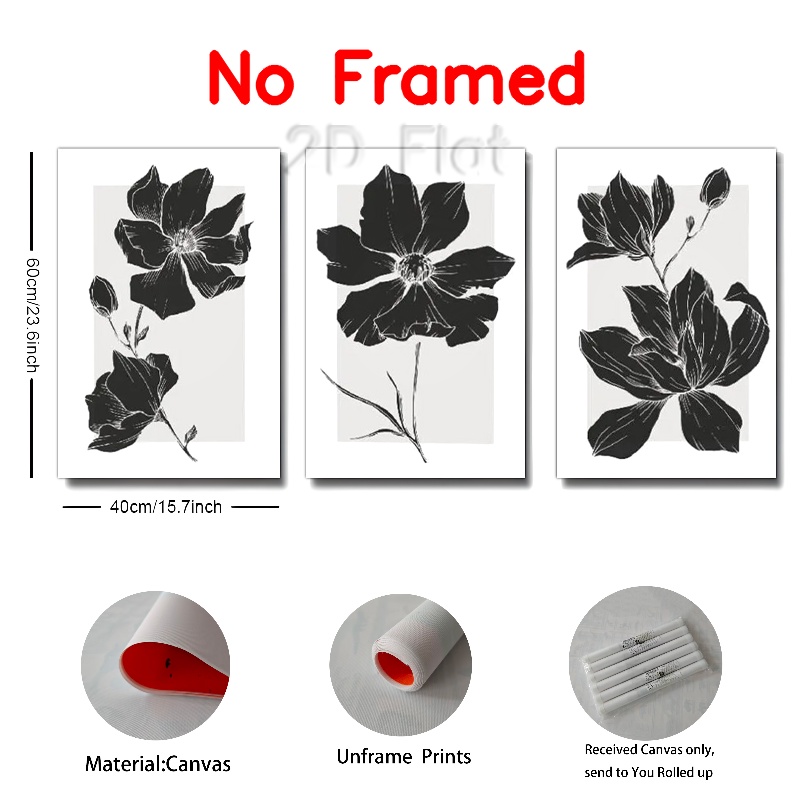 No Framed
2D Flat
60cm/23.6inch
40cm/15.7inch
Material:Canvas
Unframe Prints
Received Canvas only,
send to You Rolled up